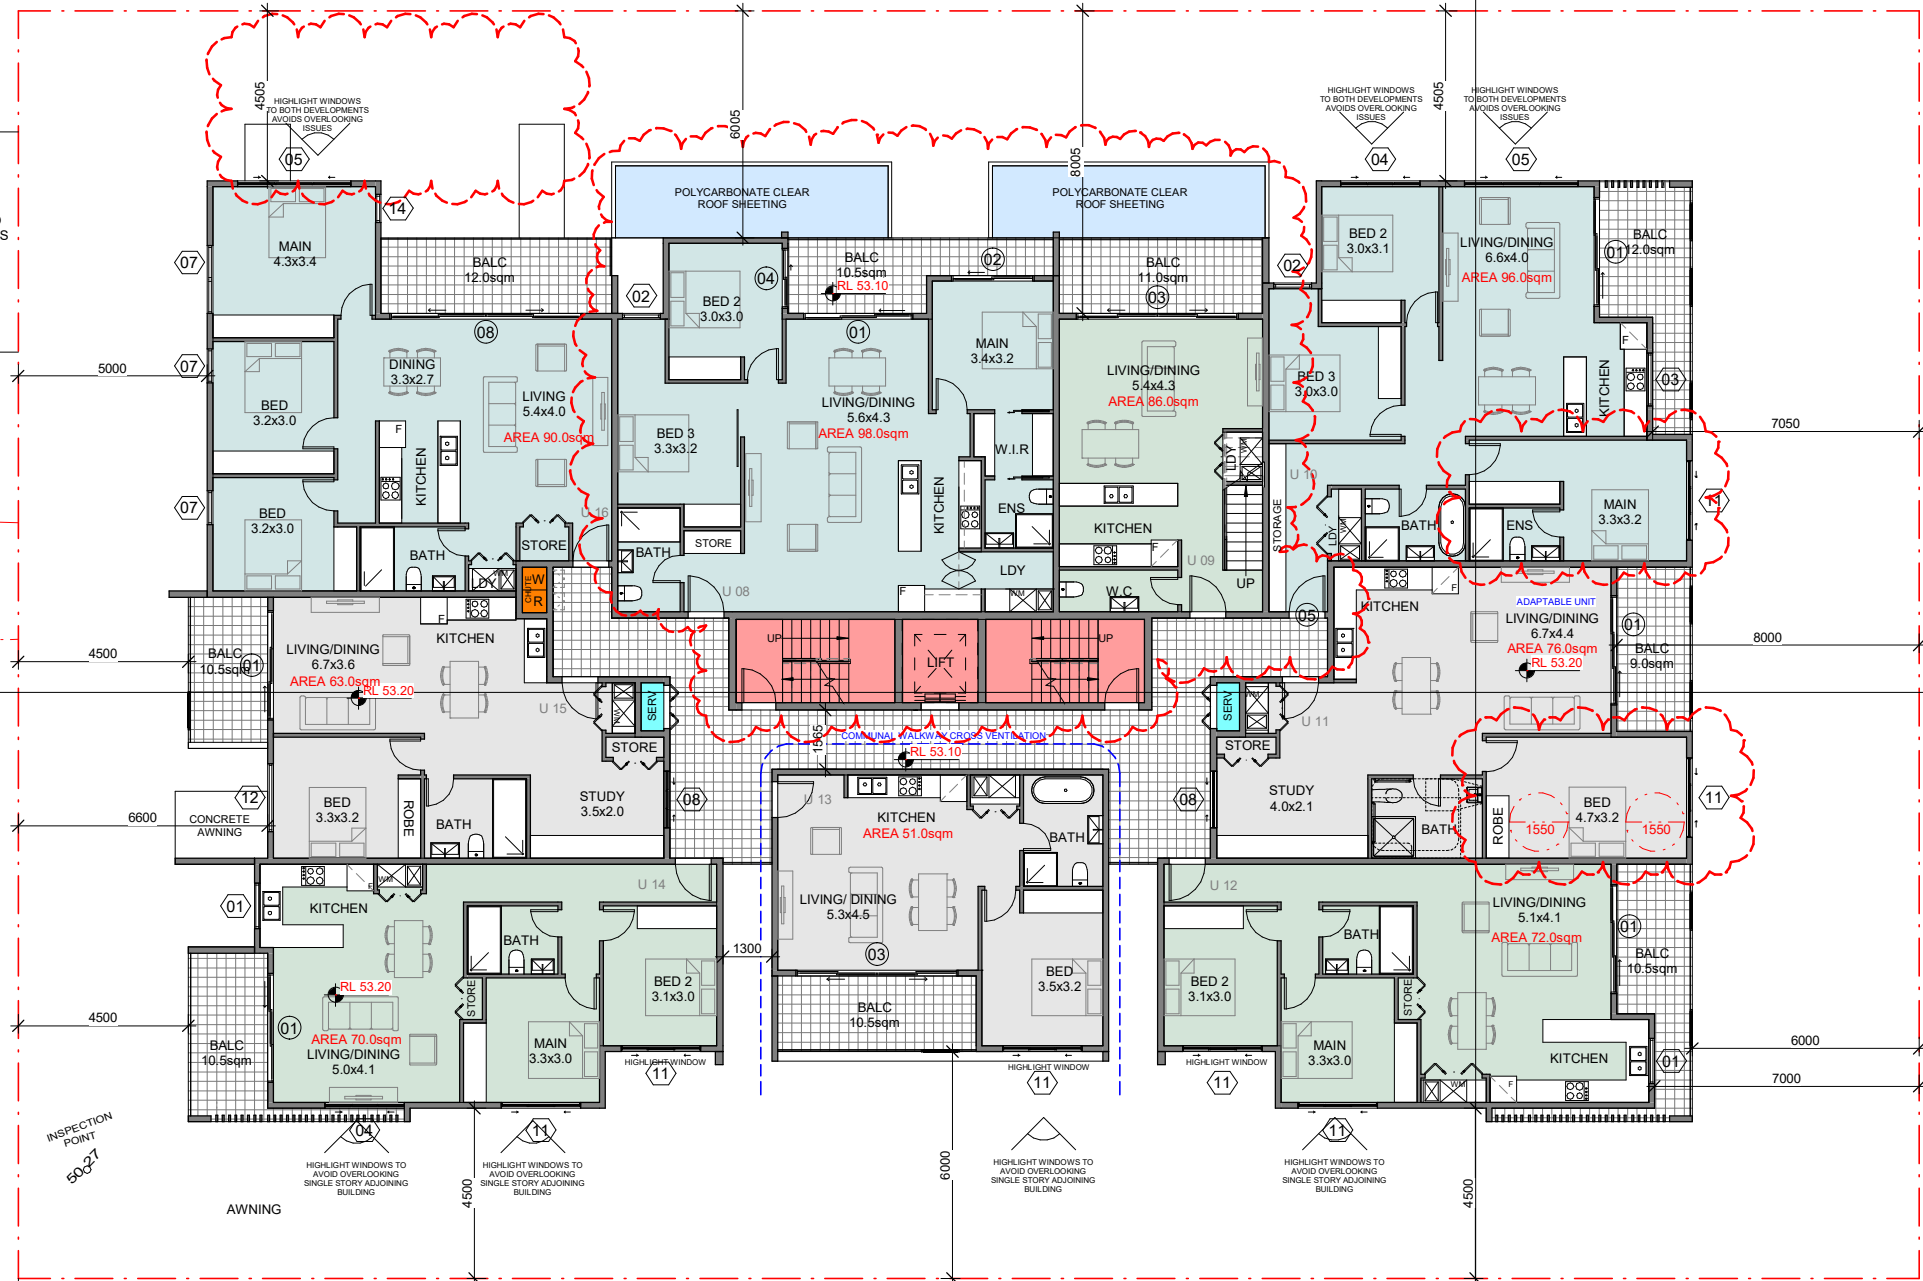 4505
HIGHLIGHT WINDOWS
TO BOTH DEVELOPMENTS
AVOIDS OVERLOOKING
ISSUES
05
6005
8005
HIGHLIGHT WINDOWS
TO BOTH DEVELOPMENTS
AVOIDS OVERLOOKING
ISSUES
04
4505
HIGHLIGHT WINDOWS
TO BOTH DEVELOPMENTS
AVOIDS OVERLOOKING
ISSUES
05
S
POLYCARBONATE CLEAR
ROOF SHEETING
POLYCARBONATE CLEAR
ROOF SHEETING
14
07
MAIN
4.3x3.4
BALC
12.0sqm
02
BED 2
3.0x3.0
04
BALC
10.5sqm
RL 53.10
02
BALC
11.0sqm
03
02
BED 2
3.0x3.1
LIVING/DINING
6.6x4.0
AREA 96.0sqm
01
BALC
12.0sqm
08
01
5000
07
BED
3.2x3.0
DINING
3.3x2.7
LIVING
5.4x4.0
AREA 90.0sqm
F
KITCHEN
BED 3
3.3x3.2
LIVING/DINING
5.6x4.3
AREA 98.0sqm
MAIN
3.4x3.2
W.I.R
LIVING/DINING
5.4x4.3
AREA 86.0sqm
BED 3
3.0x3.0
F
KITCHEN
03
7050
07
BED
3.2x3.0
BATH
LDY
STORE
U 16
BATH
STORE
U 08
KITCHEN
F
ENS
LDY
WM
KITCHEN
F
LDY
WM
U 09
W.C
UP
STORAGE
U 10
LDY
WM
BATH
ENS
MAIN
3.3x3.2
11
05
CHUTE
W
R
4500
BALC
10.5sqm
01
LIVING/DINING
6.7x3.6
AREA 63.0sqm
RL 53.20
F
KITCHEN
U 15
WM
SERV
UP
LIFT
UP
SERV
WM
U 11
KITCHEN
F
ADAPTABLE UNIT
LIVING/DINING
6.7x4.4
AREA 76.0sqm
RL 53.20
01
BALC
9.0sqm
8000
COMMUNAL WALKWAY CROSS VENTILATION
1565
RL 53.10
STORE
STORE
12
CONCRETE
AWNING
6600
BED
3.3x3.2
ROBE
BATH
STUDY
3.5x2.0
08
U 13
KITCHEN
AREA 51.0sqm
BATH
08
STUDY
4.0x2.1
BATH
ROBE
1550
BED
4.7x3.2
1550
11
01
KITCHEN
F
WM
U 14
BATH
STORE
BED 2
3.1x3.0
1300
LIVING/ DINING
5.3x4.5
03
BED
3.5x3.2
U 12
BED 2
3.1x3.0
BATH
STORE
LIVING/DINING
5.1x4.1
AREA 72.0sqm
01
BALC
10.5sqm
4500
BALC
10.5sqm
RL 53.20
01
AREA 70.0sqm
LIVING/DINING
5.0x4.1
MAIN
3.3x3.0
HIGHLIGHT WINDOW
11
BALC
10.5sqm
HIGHLIGHT WINDOW
11
HIGHLIGHT WINDOW
11
MAIN
3.3x3.0
WM
F
KITCHEN
01
6000
7000
INSPECTION
POINT
50.27
04
HIGHLIGHT WINDOWS TO
AVOID OVERLOOKING
SINGLE STORY ADJOINING
BUILDING
11
HIGHLIGHT WINDOWS TO
AVOID OVERLOOKING
SINGLE STORY ADJOINING
BUILDING
HIGHLIGHT WINDOWS TO
AVOID OVERLOOKING
SINGLE STORY ADJOINING
BUILDING
11
HIGHLIGHT WINDOWS TO
AVOID OVERLOOKING
SINGLE STORY ADJOINING
BUILDING
4500
6000
4500
AWNING